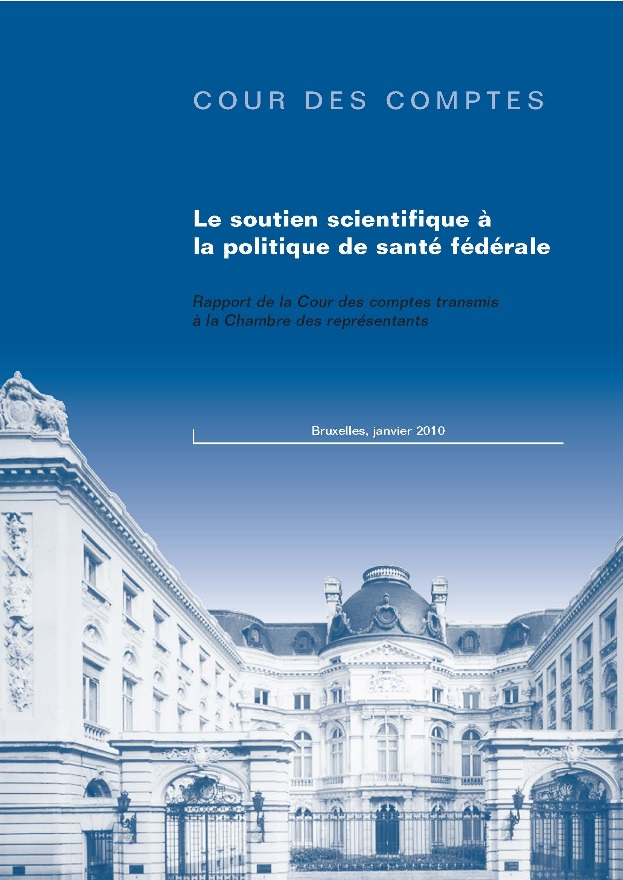 COUR DES COMPTES
Le soutien scientifique à
la politique de santé fédérale
Rapport de la Cour des comptes transmis
à la Chambre des représentants
Bruxelles, janvier 2010